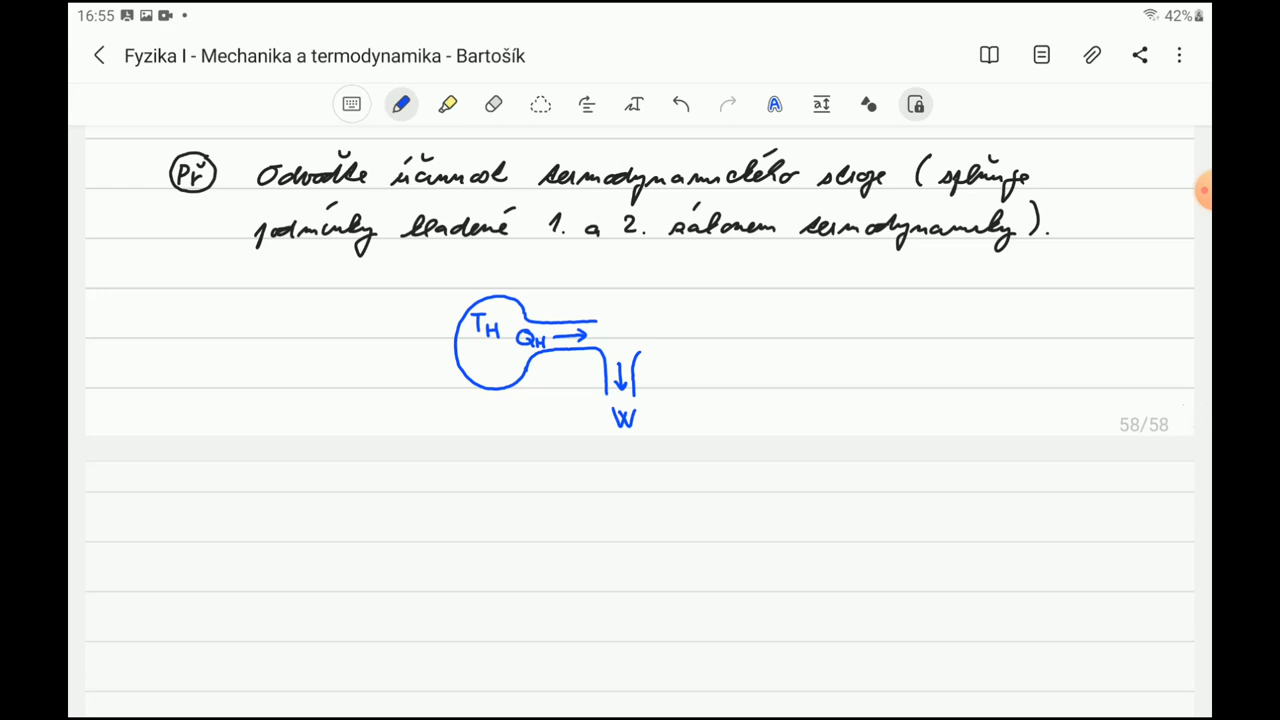 16:55
42%
Fyzika I - Mechanika a termodynamika - Bartošík
Př Odvoďte účinnost termodynamického stroje (splňuje
podmínky kladené 1. a 2. zákonem termodynamiky).
TH QH
W
58/58